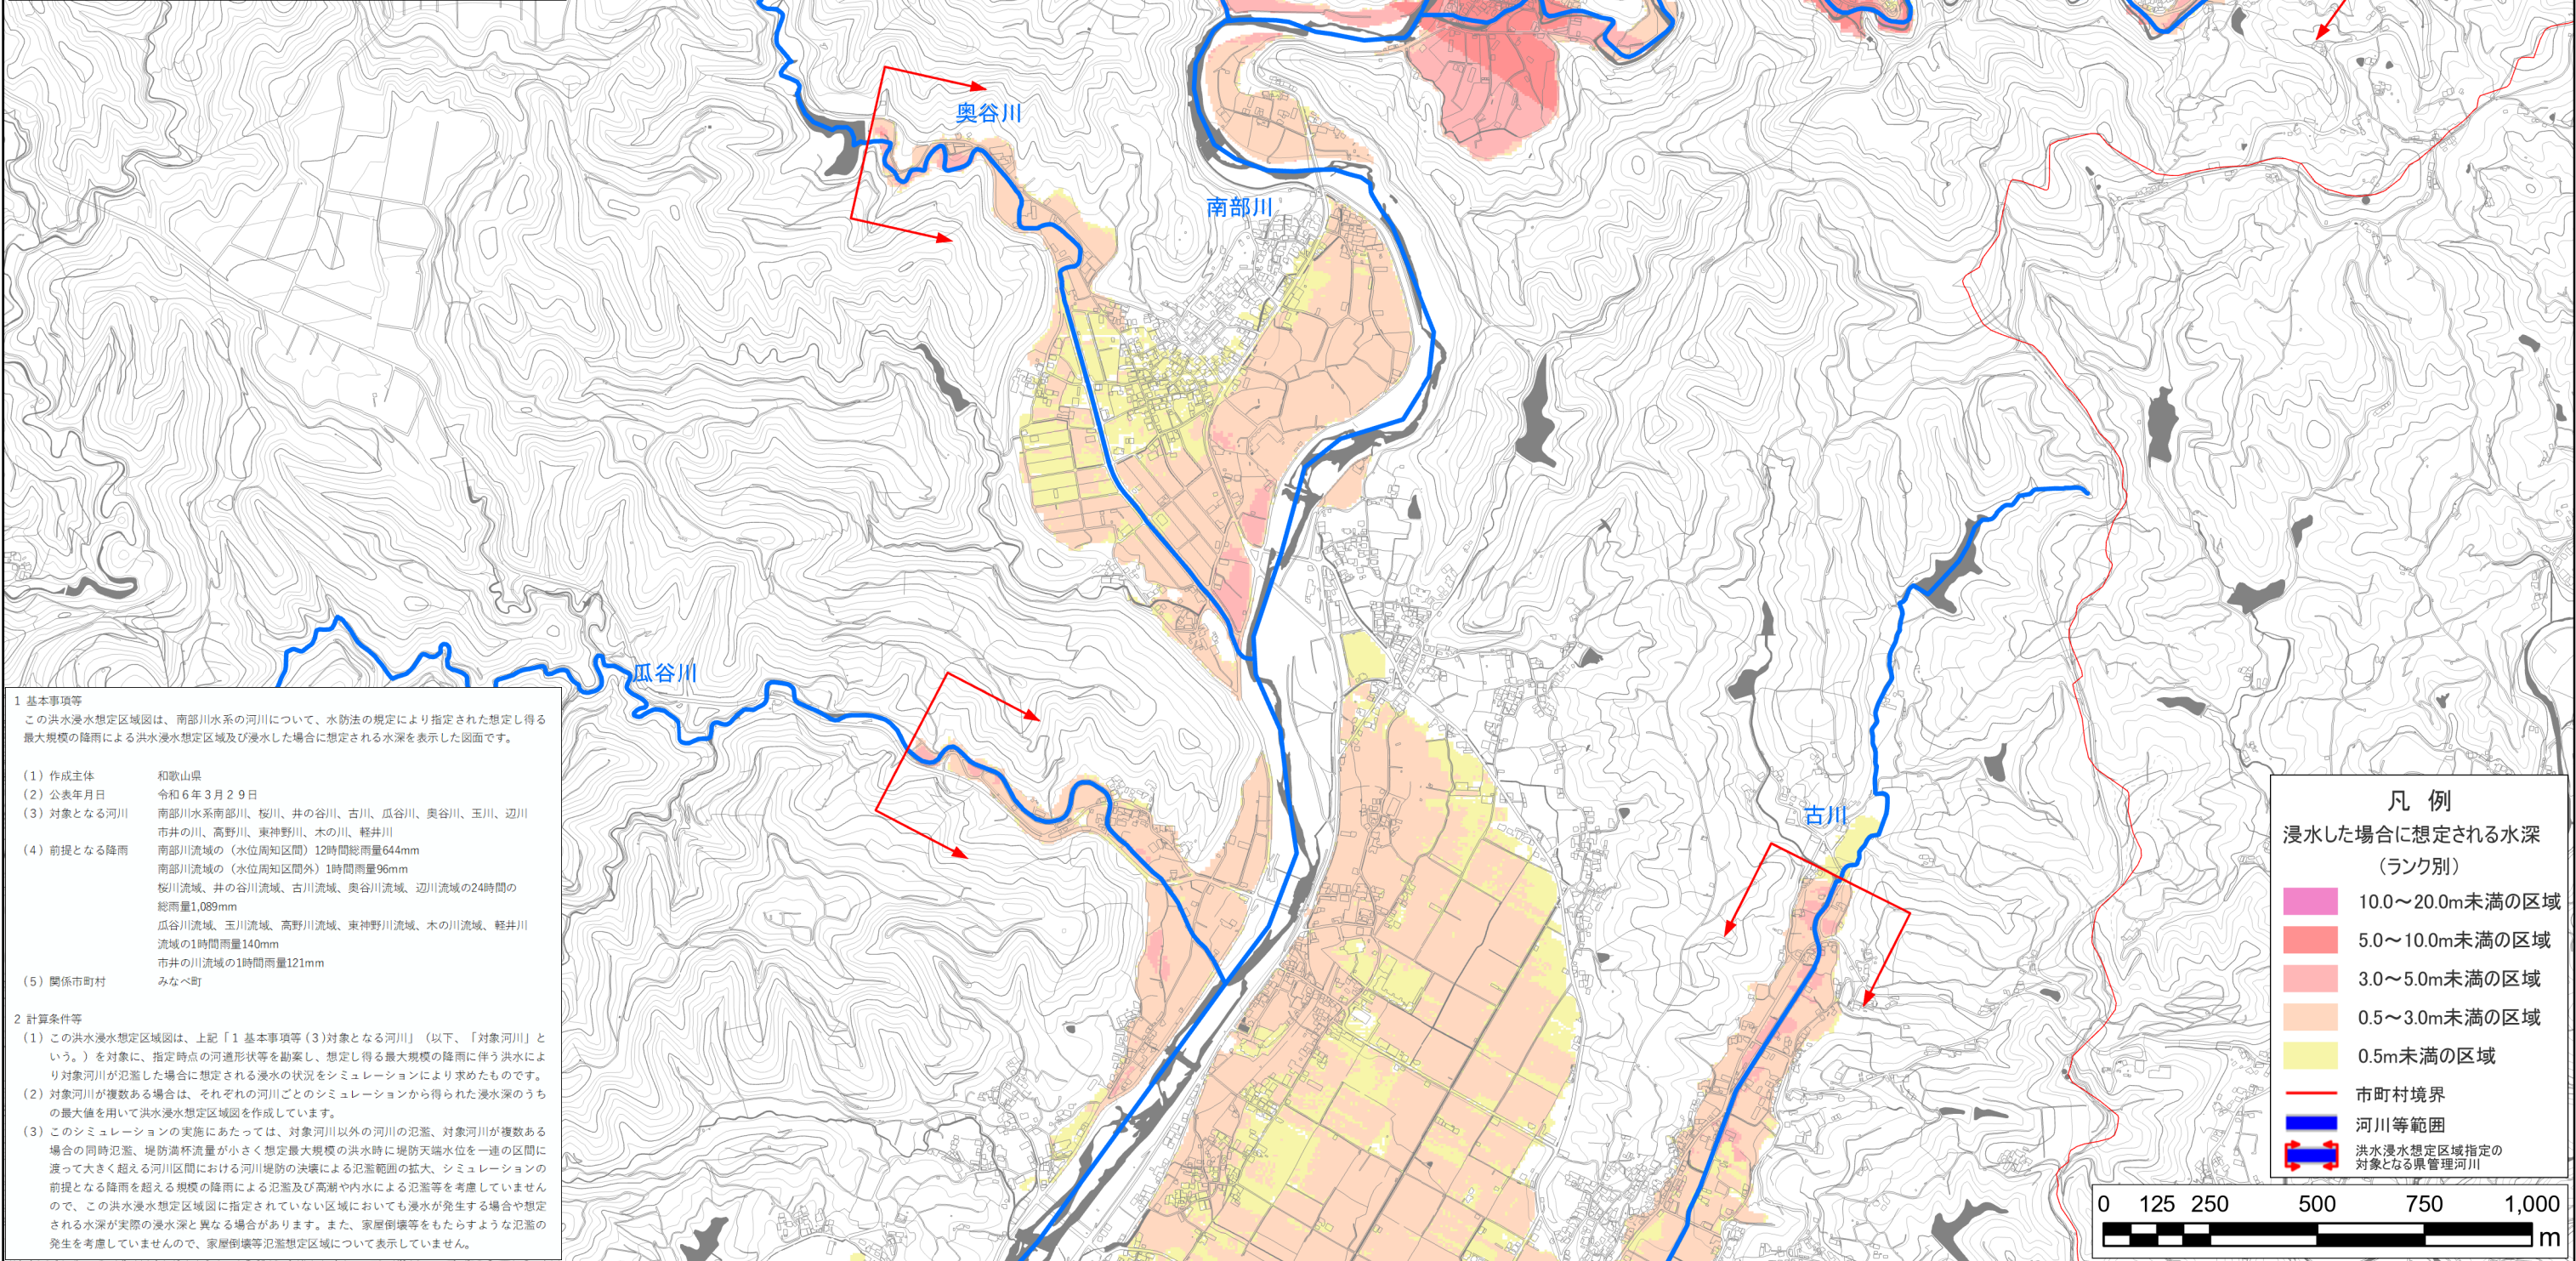 奥谷川
南部川
瓜谷川
古川
1 基本事項等
この洪水浸水想定区域図は、南部川水系の河川について、水防法の規定により指定された想定し得る
最大規模の降雨による洪水浸水想定区域及び浸水した場合に想定される水深を表示した図面です。
(1) 作成主体 和歌山県
(2) 公表年月日 令和6年3月29日
(3) 対象となる河川 南部川水系南部川、桜川、井の谷川、古川、瓜谷川、奥谷川、玉川、辺川
市井の川、高野川、東神野川、木の川、軽井川
(4) 前提となる降雨 南部川流域の（水位周知区間）12時間総雨量644mm
南部川流域の（水位周知区間外）1時間雨量96mm
桜川流域、井の谷川流域、古川流域、奥谷川流域、辺川流域の24時間の
総雨量1,089mm
瓜谷川流域、玉川流域、高野川流域、東神野川流域、木の川流域、軽井川
流域の1時間雨量140mm
市井の川流域の1時間雨量121mm
(5) 関係市町村 みなべ町
2 計算条件等
(1) この洪水浸水想定区域図は、上記「1 基本事項等(3)対象となる河川」（以下、「対象河川」と
いう。）を対象に、指定時点の河道形状等を勘案し、想定し得る最大規模の降雨に伴う洪水によ
り対象河川が氾濫した場合に想定される浸水の状況をシミュレーションにより求めたものです。
(2) 対象河川が複数ある場合は、それぞれの河川ごとのシミュレーションから得られた浸水深のうち
の最大値を用いて洪水浸水想定区域図を作成しています。
(3) このシミュレーションの実施にあたっては、対象河川以外の河川の氾濫、対象河川が複数ある
場合の同時氾濫、堤防満杯流量が小さく想定最大規模の洪水時に堤防天端水位を一連の区間に
渡って大きく超える河川区間における河川堤防の決壊による氾濫範囲の拡大、シミュレーションの
前提となる降雨を超える規模の降雨による氾濫及び高潮や内水による氾濫等を考慮していません
ので、この洪水浸水想定区域図に指定されていない区域においても浸水が発生する場合や想定
される水深が実際の浸水深と異なる場合があります。また、家屋倒壊等をもたらすような氾濫の
発生を考慮していませんので、家屋倒壊等氾濫想定区域について表示していません。
凡 例
浸水した場合に想定される水深
（ランク別）
10.0～20.0m未満の区域
5.0～10.0m未満の区域
3.0～5.0m未満の区域
0.5～3.0m未満の区域
0.5m未満の区域
市町村境界
河川等範囲
洪水浸水想定区域指定の
対象となる県管理河川
0 125 250 500 750 1,000
m